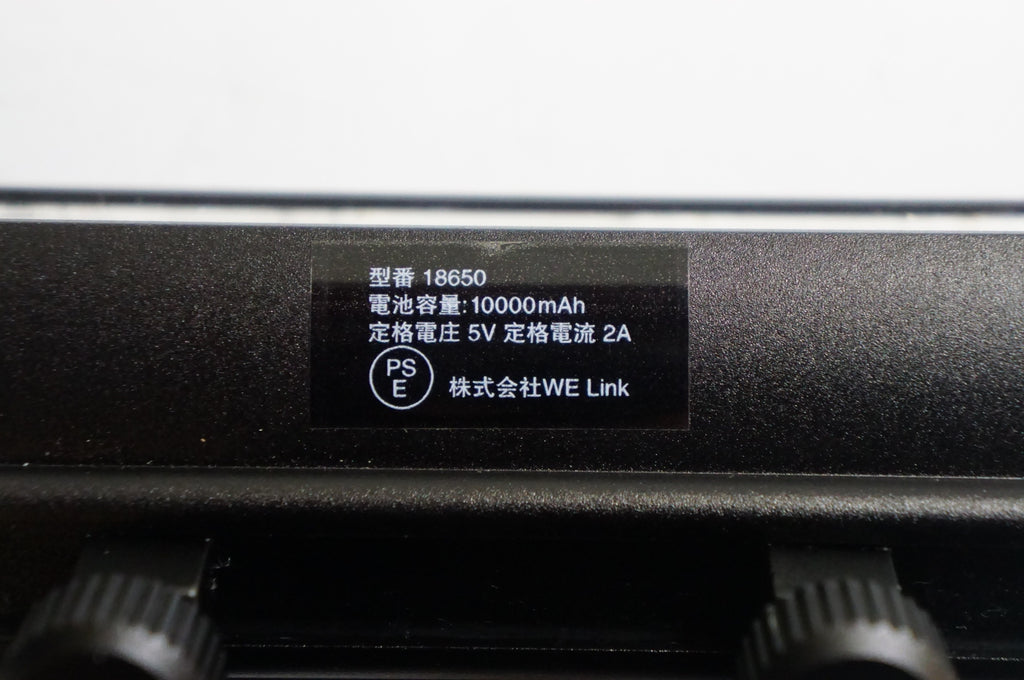 型番 18650
電池容量:10000mAh
定格電庄 5V 定格電流 2A
PS
E
株式会社WE Link